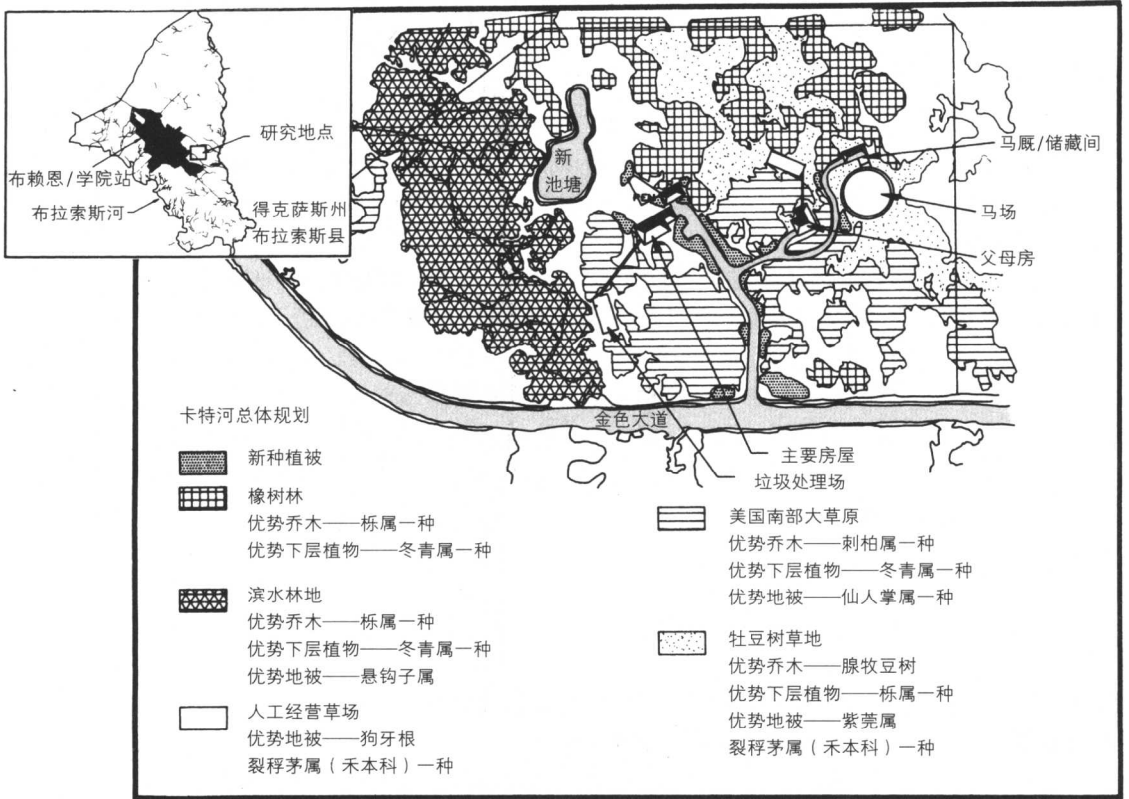 研究地点
布赖恩/学院站
布拉索斯河
得克萨斯州
布拉索斯县
新
池塘
马厩/储藏间
马场
父母房
金色大道
主要房屋
垃圾处理场
卡特河总体规划
新种植被
橡树林
优势乔木——栎属一种
优势下层植物——冬青属一种
滨水林地
优势乔木——栎属一种
优势下层植物——冬青属一种
优势地被——悬钩子属
人工经营草场
优势地被——狗牙根
裂稃茅属（禾本科）一种
美国南部大草原
优势乔木——刺柏属一种
优势下层植物——冬青属一种
优势地被——仙人掌属一种
牡豆树草地
优势乔木——腺牧豆树
优势下层植物——栎属一种
优势地被——紫菀属
裂稃茅属（禾本科）一种